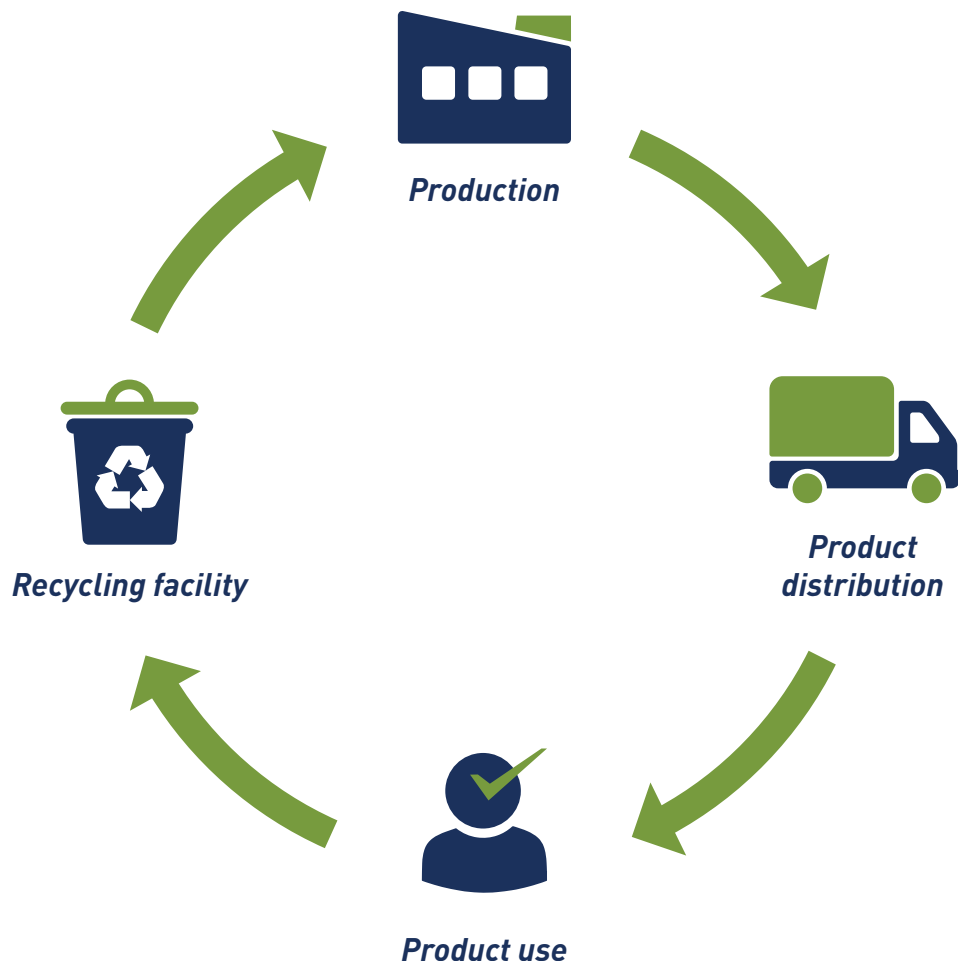 Production
Product
distribution
Recycling facility
Product use